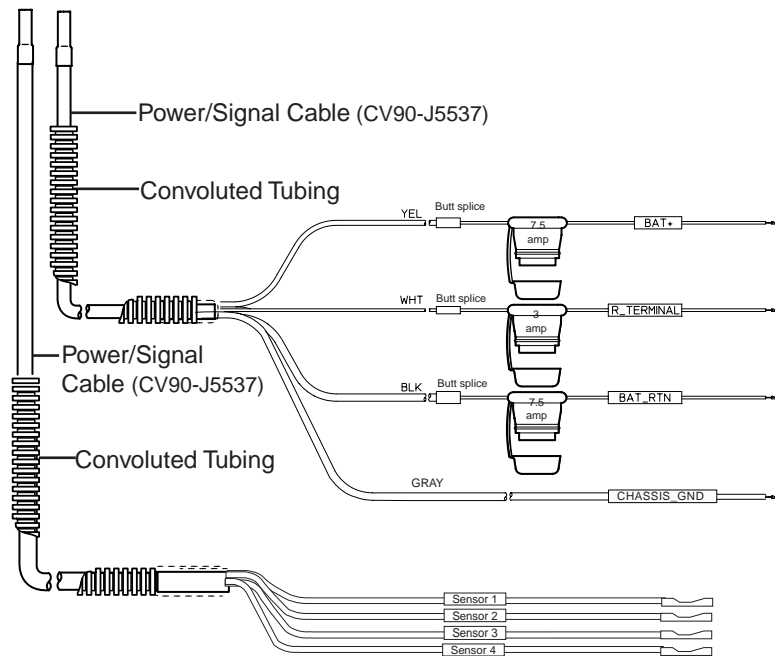 Power/Signal Cable (CV90-J5537)
Convoluted Tubing
YEL
Butt splice
7.5
amp
BAT+
WHT
Butt splice
3
amp
R_TERMINAL
Power/Signal
Cable (CV90-J5537)
BLK
Butt splice
7.5
amp
BAT_RTN
Convoluted Tubing
GRAY
CHASSIS_GND
Sensor 1
Sensor 2
Sensor 3
Sensor 4